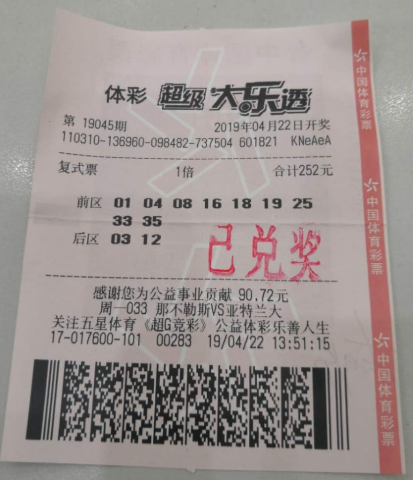 体彩 超级大乐透
第 19045期 2019年04月22日开奖
110310-136960-098482-737504 601821 KNeAeA
复式票 1倍 合计252元
前区 01 04 08 16 18 19 25
33 35
后区 03 12
已兑奖
感谢您为公益事业贡献 90.72元
周一033 那不勒斯VS亚特兰大
关注五星体育《超G竞彩》公益体彩乐善人生
17-017600-101 00283 19/04/22 13:51:15
中国体育彩票
中国体育彩票
中国体育彩票